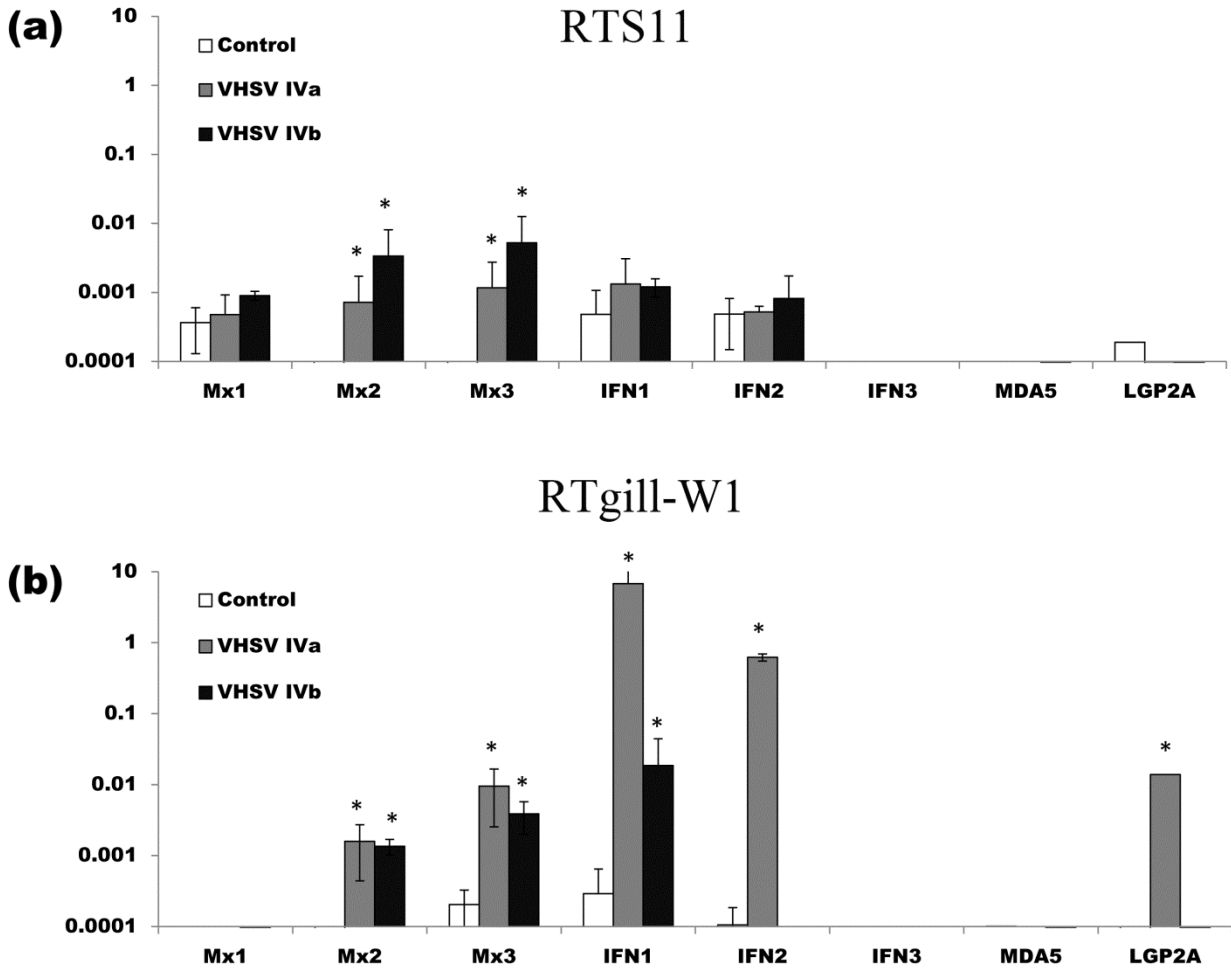 (a)
RTS11
10
1
0.1
0.01
0.001
0.0001
Control
VHSV IVa
VHSV IVb
* * * *
Mx1 Mx2 Mx3 IFN1 IFN2 IFN3 MDA5 LGP2A
RTgill-W1
(b)
10
1
0.1
0.01
0.001
0.0001
Control
VHSV IVa
VHSV IVb
* * * * * * * *
Mx1 Mx2 Mx3 IFN1 IFN2 IFN3 MDA5 LGP2A